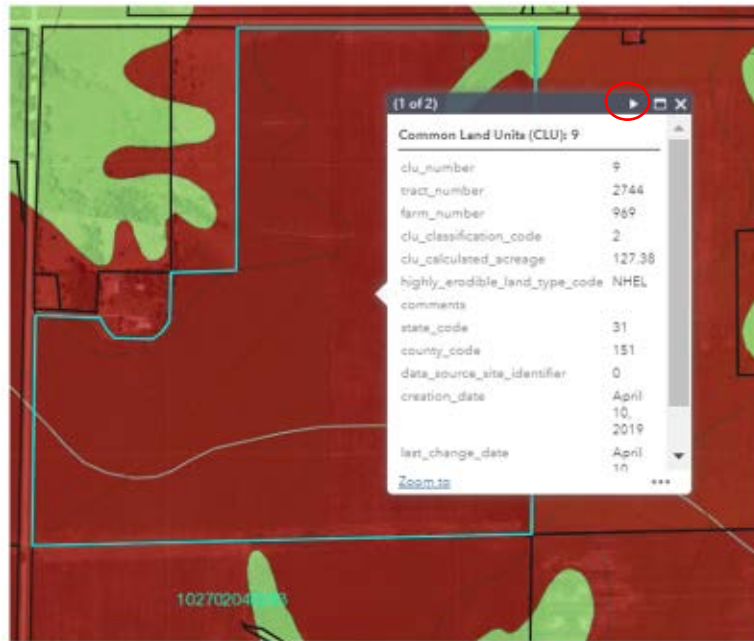 (1 of 2)
Common Land Units (CLU): 9
clu_number 9
tract_number 2744
farm_number 969
clu_classification_code 2
clu_calculated_acreage 127.38
highly_erodible_land_type_code NHEL
comments
state_code 31
county_code 151
data_source_site_identifier 0
creation_date April
10,
2019
last_change_date April
10
Zoom to